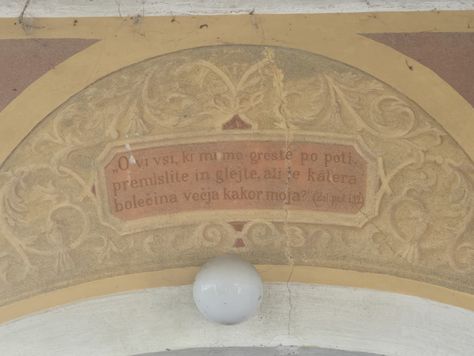 „O vi vsi, ki mimo greste po poti,
premislite in glejte, ali je katera
bolečina večja kakor moja?"